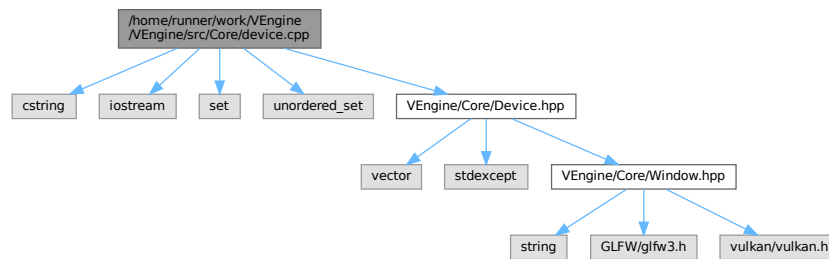 /home/runner/work/VEngine
/VEngine/src/Core/device.cpp
cstring
iostream
set
unordered_set
VEngine/Core/Device.hpp
vector
stdexcept
VEngine/Core/Window.hpp
string
GLFW/glfw3.h
vulkan/vulkan.h